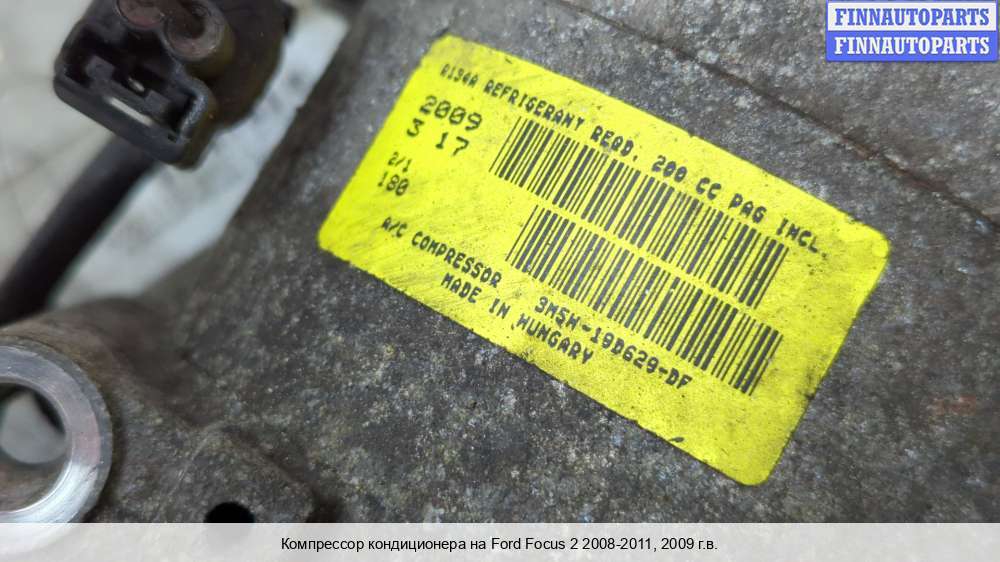 FINNAUTOPARTS
FINNAUTOPARTS
R134A REFRIGERANT REQD. 200 CC PAG INCL.
2009
3 17
2/1
180
A/C COMPRESSOR 3M5H-19D629-DF
MADE IN HUNGARY
Компрессор кондиционера на Ford Focus 2 2008-2011, 2009 г.в.